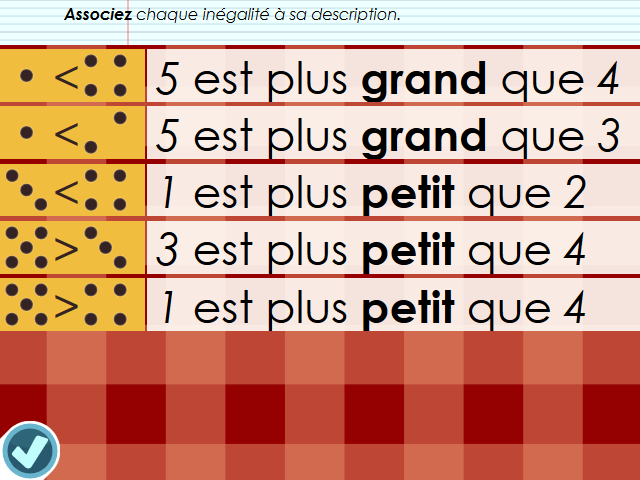 Associez chaque inégalité à sa description.
< 5 est plus grand que 4
< 5 est plus grand que 3
< 1 est plus petit que 2
> 3 est plus petit que 4
> 1 est plus petit que 4